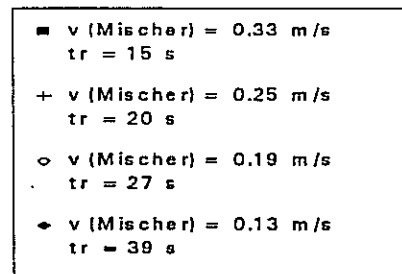 v (Mischer) = 0.33 m/s
tr = 15 s
v (Mischer) = 0.25 m/s
tr = 20 s
v (Mischer) = 0.19 m/s
tr = 27 s
v (Mischer) = 0.13 m/s
tr = 39 s